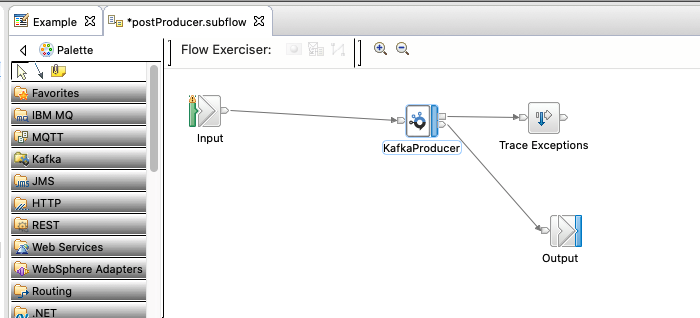 Example
*postProducer.subflow
Palette
Flow Exerciser:
Favorites
IBM MQ
MQTT
Kafka
JMS
HTTP
REST
Web Services
WebSphere Adapters
Routing
.NET
Input
KafkaProducer
Trace Exceptions
Output